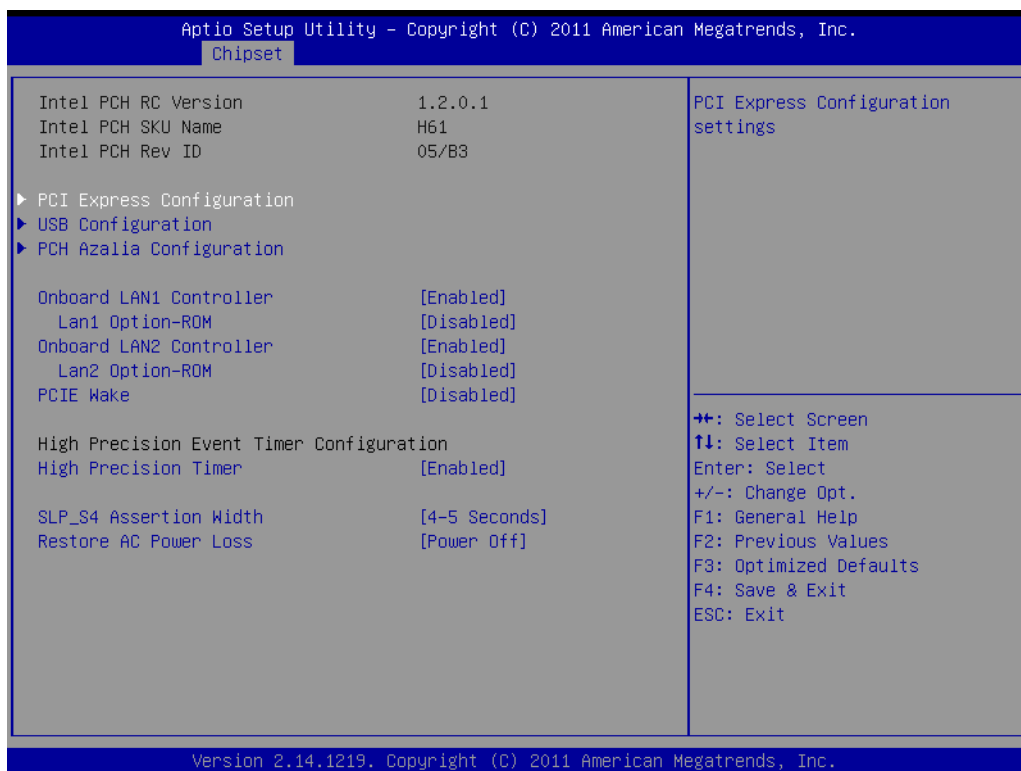 Aptio Setup Utility – Copyright (C) 2011 American Megatrends, Inc.
Chipset
Intel PCH RC Version 1.2.0.1
Intel PCH SKU Name H61
Intel PCH Rev ID 05/B3
▶ PCI Express Configuration
▶ USB Configuration
▶ PCH Azalia Configuration
Onboard LAN1 Controller [Enabled]
Lan1 Option-ROM [Disabled]
Onboard LAN2 Controller [Enabled]
Lan2 Option-ROM [Disabled]
PCIE Wake [Disabled]
High Precision Event Timer Configuration
High Precision Timer [Enabled]
SLP_S4 Assertion Width [4-5 Seconds]
Restore AC Power Loss [Power Off]
PCI Express Configuration
settings
→←: Select Screen
↑↓: Select Item
Enter: Select
+/-: Change Opt.
F1: General Help
F2: Previous Values
F3: Optimized Defaults
F4: Save & Exit
ESC: Exit
Version 2.14.1219. Copyright (C) 2011 American Megatrends, Inc.